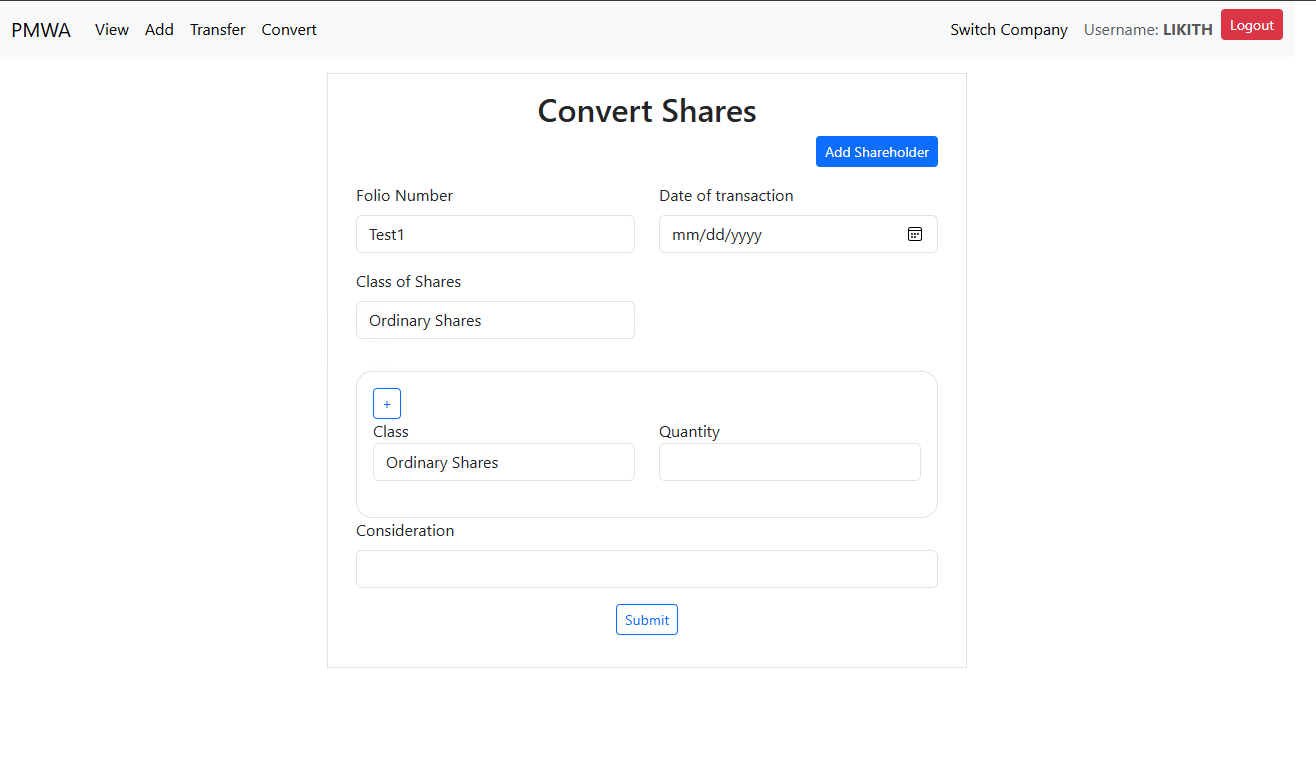 PMWA View Add Transfer Convert Switch Company Username: LIKITH Logout
Convert Shares
Add Shareholder
Folio Number Date of transaction
Test1 mm/dd/yyyy
Class of Shares
Ordinary Shares
+
Class Quantity
Ordinary Shares
Consideration
Submit